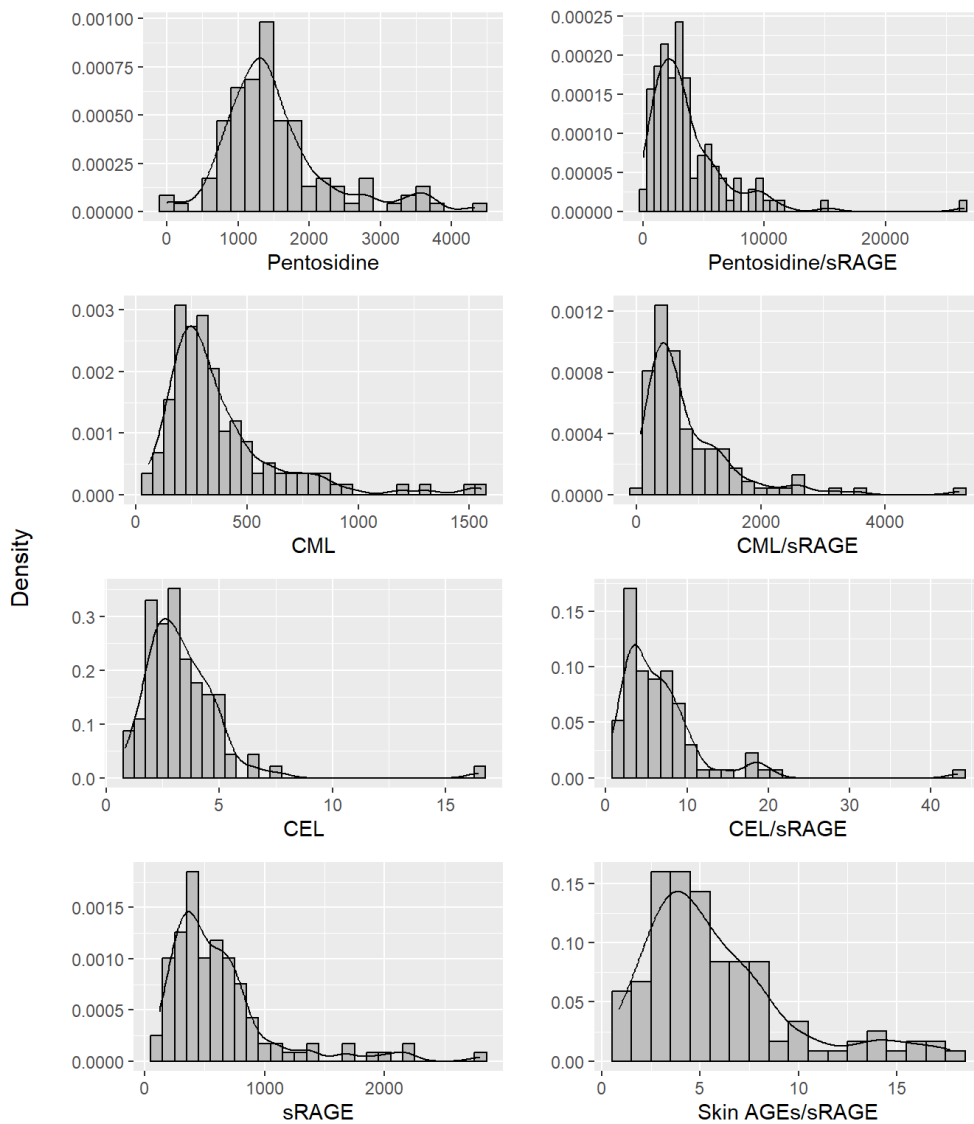 0.00100
0.00075
0.00050
0.00025
0.00000
0 1000 2000 3000 4000
Pentosidine
0.00025
0.00020
0.00015
0.00010
0.00005
0.00000
0 10000 20000
Pentosidine/sRAGE
0.003
0.002
0.001
0.000
0 500 1000 1500
CML
0.0012
0.0008
0.0004
0.0000
0 2000 4000
CML/sRAGE
Density
0.3
0.2
0.1
0.0
0 5 10 15
CEL
0.15
0.10
0.05
0.00
0 10 20 30 40
CEL/sRAGE
0.0015
0.0010
0.0005
0.0000
0 1000 2000
sRAGE
0.15
0.10
0.05
0.00
0 5 10 15
Skin AGEs/sRAGE